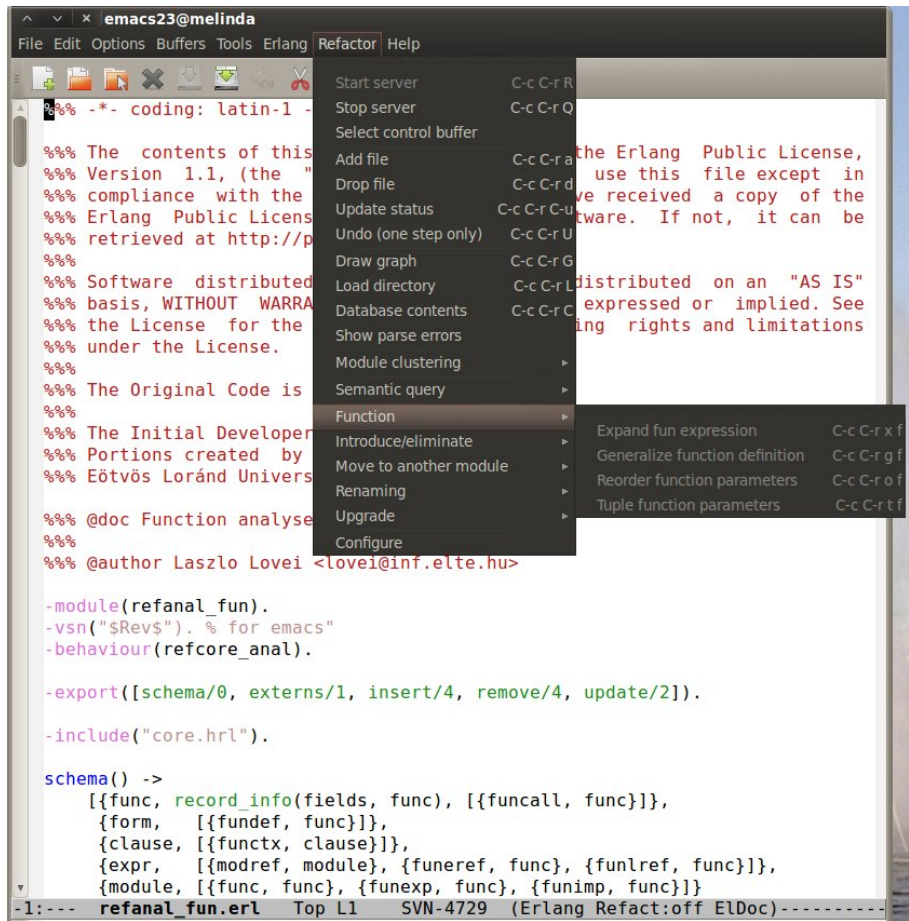 emacs23@melinda
File Edit Options Buffers Tools Erlang Refactor Help
Start server C-c C-r R
Stop server C-c C-r Q
Select control buffer
Add file C-c C-r a
Drop file C-c C-r d
Update status C-c C-r C-u
Undo (one step only) C-c C-r U
Draw graph C-c C-r G
Load directory C-c C-r L
Database contents C-c C-r C
Show parse errors
Module clustering
Semantic query
Function
Introduce/eliminate
Move to another module
Renaming
Upgrade
Configure
Expand fun expression C-c C-r x f
Generalize function definition C-c C-r g f
Reorder function parameters C-c C-r o f
Tuple function parameters C-c C-r t f
%%% -*- coding: latin-1 -
%%% The contents of this the Erlang Public License,
%%% Version 1.1, (the " use this file except in
%%% compliance with the ve received a copy of the
%%% Erlang Public Licens tware. If not, it can be
%%% retrieved at http://p
%%%
%%% Software distributed distributed on an "AS IS"
%%% basis, WITHOUT WARRA expressed or implied. See
%%% the License for the ing rights and limitations
%%% under the License.
%%%
%%% The Original Code is
%%%
%%% The Initial Developer
%%% Portions created by
%%% Eötvös Loránd Univers
%%% @doc Function analyse
%%%
%%% @author Laszlo Lovei <lovei@inf.elte.hu>
-module(refanal_fun).
-vsn("$Rev$"). % for emacs"
-behaviour(refcore_anal).
-export([schema/0, externs/1, insert/4, remove/4, update/2]).
-include("core.hrl").
schema() ->
[{func, record_info(fields, func), [{funcall, func}]},
{form, [{fundef, func}]},
{clause, [{functx, clause}]},
{expr, [{modref, module}, {funeref, func}, {funlref, func}]},
{module, [{func, func}, {funexp, func}, {funimp, func}]}
-1:--- refanal_fun.erl Top L1 SVN-4729 (Erlang Refact:off ElDoc)----------